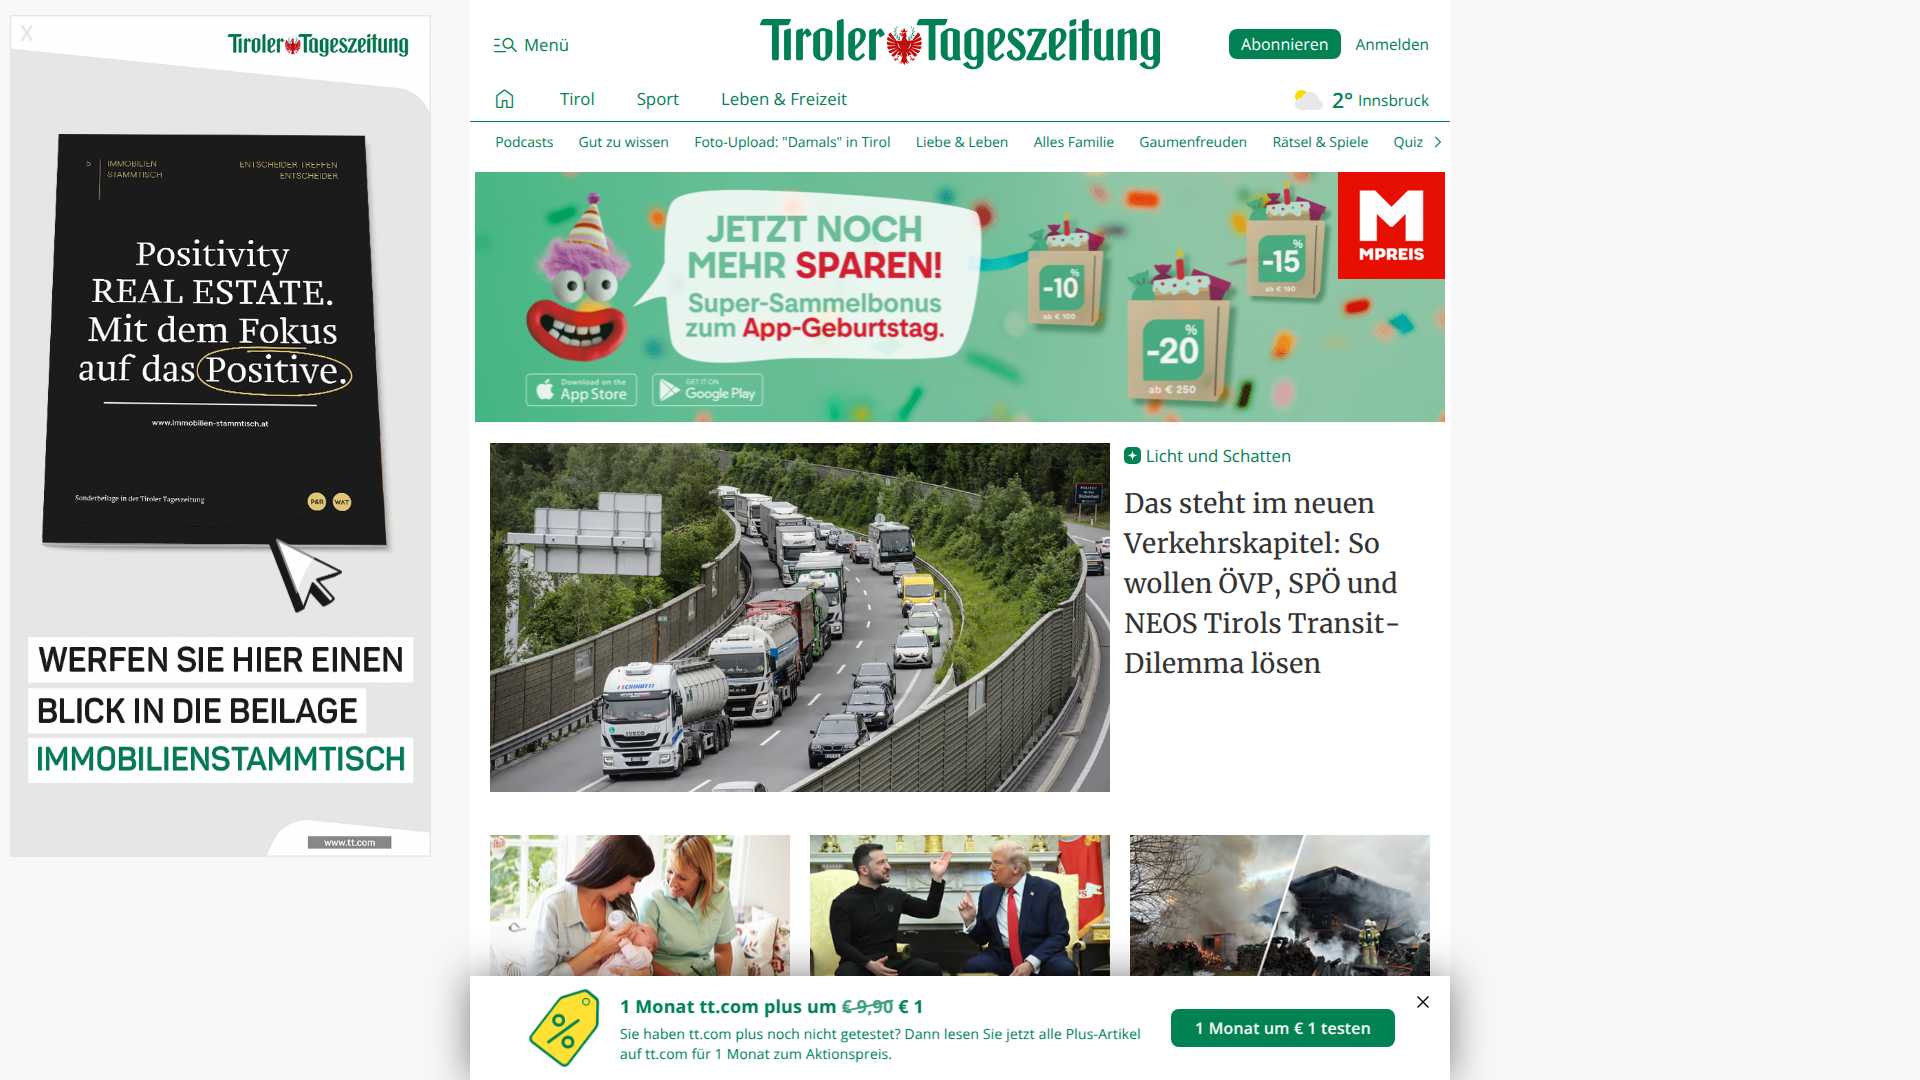 X
Tiroler Tageszeitung
5
IMMOBILIEN
STAMMTISCH
ENTSCHEIDER TREFFEN
ENTSCHEIDER
Positivity
REAL ESTATE.
Mit dem Fokus
auf das Positive.
www.immobilien-stammtisch.at
Sonderbeilage in der Tiroler Tageszeitung
P&R
WAT
WERFEN SIE HIER EINEN
BLICK IN DIE BEILAGE
IMMOBILIENSTAMMTISCH
www.tt.com
Menü
Tiroler Tageszeitung
Abonnieren
Anmelden
Tirol
Sport
Leben & Freizeit
2° Innsbruck
Podcasts
Gut zu wissen
Foto-Upload: "Damals" in Tirol
Liebe & Leben
Alles Familie
Gaumenfreuden
Rätsel & Spiele
Quiz
JETZT NOCH
MEHR SPAREN!
Super-Sammelbonus
zum App-Geburtstag.
Download on the
App Store
GET IT ON
Google Play
-10%
ab € 100
-20%
ab € 250
-15%
ab € 190
M
MPREIS
Licht und Schatten
Das steht im neuen
Verkehrskapitel: So
wollen ÖVP, SPÖ und
NEOS Tirols Transit-
Dilemma lösen
1 Monat tt.com plus um € 9,90 € 1
Sie haben tt.com plus noch nicht getestet? Dann lesen Sie jetzt alle Plus-Artikel
auf tt.com für 1 Monat zum Aktionspreis.
1 Monat um € 1 testen